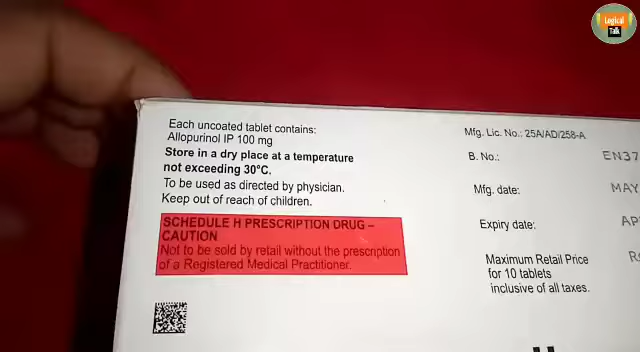 Logical
Talk
Each uncoated tablet contains:
Allopurinol IP 100 mg
Store in a dry place at a temperature
not exceeding 30°C.
To be used as directed by physician.
Keep out of reach of children.
SCHEDULE H PRESCRIPTION DRUG –
CAUTION
Not to be sold by retail without the prescription
of a Registered Medical Practitioner.
Mfg. Lic. No.: 25A/AD/258-A
B. No.: EN37
Mfg. date: MAY
Expiry date: AP
Maximum Retail Price
for 10 tablets
inclusive of all taxes.